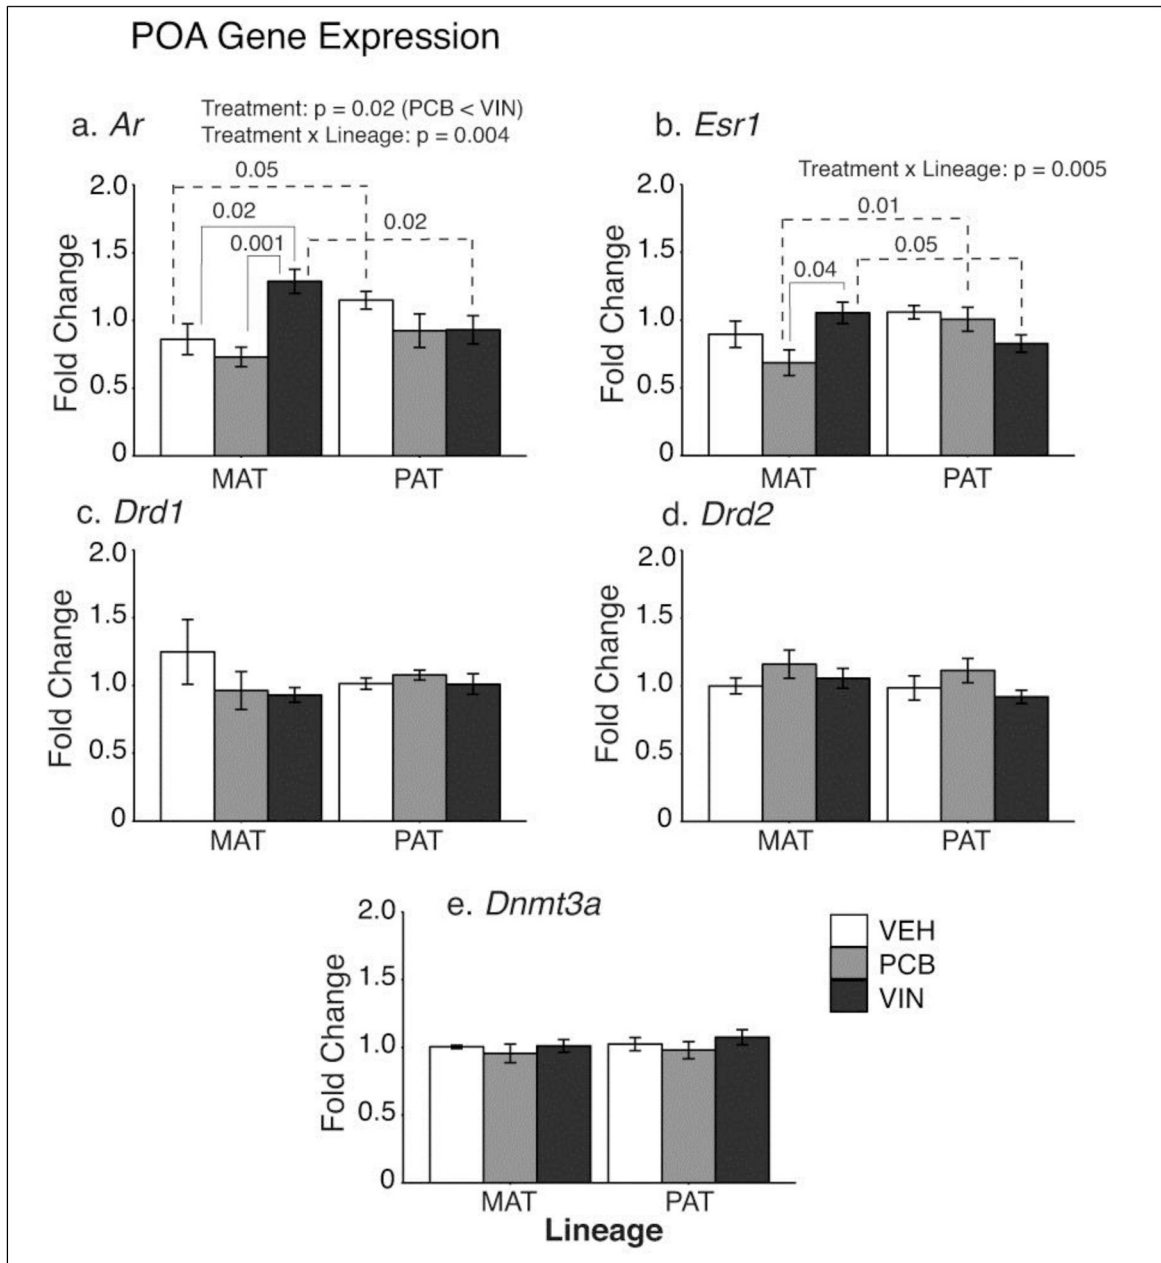 POA Gene Expression
a. Ar
Treatment: p = 0.02 (PCB < VIN)
Treatment x Lineage: p = 0.004
Fold Change
2.0
1.5
1.0
0.5
0
0.05
0.02
0.001
0.02
MAT PAT
b. Esr1
Treatment x Lineage: p = 0.005
Fold Change
2.0
1.5
1.0
0.5
0
0.01
0.05
0.04
MAT PAT
c. Drd1
Fold Change
2.0
1.5
1.0
0.5
0
MAT PAT
d. Drd2
Fold Change
2.0
1.5
1.0
0.5
0
MAT PAT
e. Dnmt3a
Fold Change
2.0
1.5
1.0
0.5
0
MAT PAT
Lineage
VEH
PCB
VIN